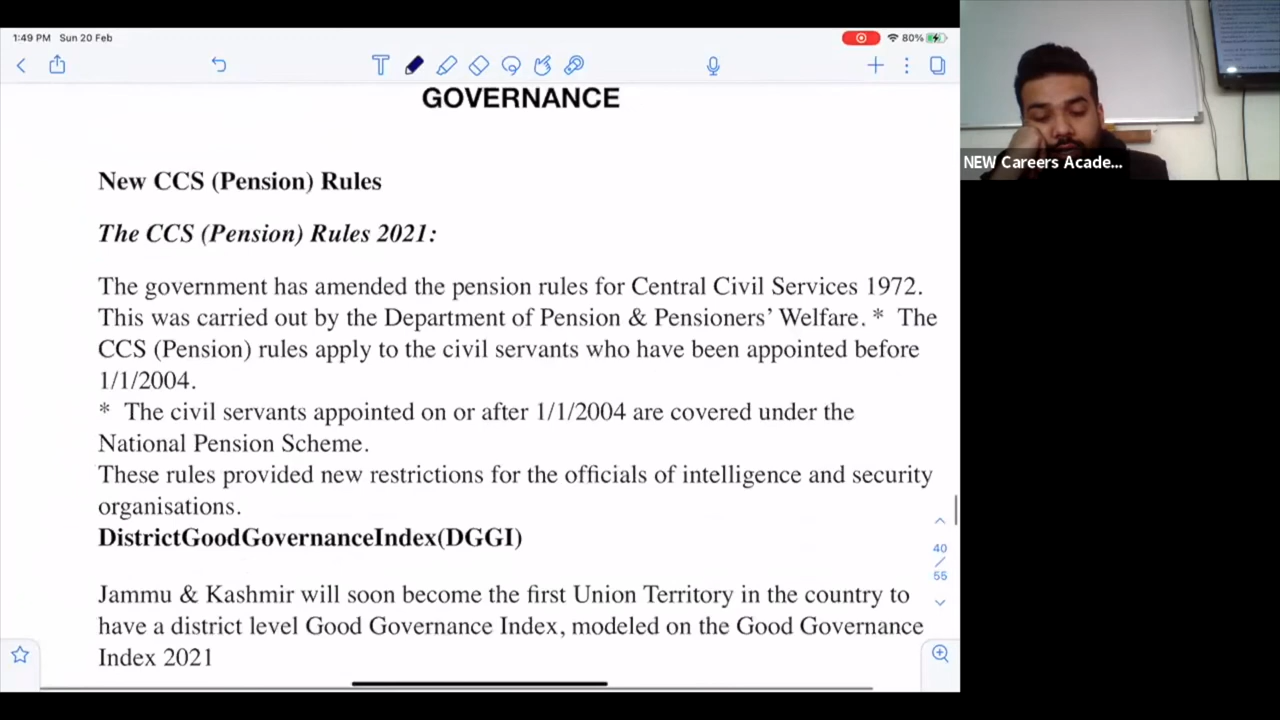 1:49 PM Sun 20 Feb
80%
GOVERNANCE
New CCS (Pension) Rules
The CCS (Pension) Rules 2021:
The government has amended the pension rules for Central Civil Services 1972.
This was carried out by the Department of Pension & Pensioners’ Welfare. * The
CCS (Pension) rules apply to the civil servants who have been appointed before
1/1/2004.
* The civil servants appointed on or after 1/1/2004 are covered under the
National Pension Scheme.
These rules provided new restrictions for the officials of intelligence and security
organisations.
DistrictGoodGovernanceIndex(DGGI)
Jammu & Kashmir will soon become the first Union Territory in the country to
have a district level Good Governance Index, modeled on the Good Governance
Index 2021
40
/
55
NEW Careers Acade...